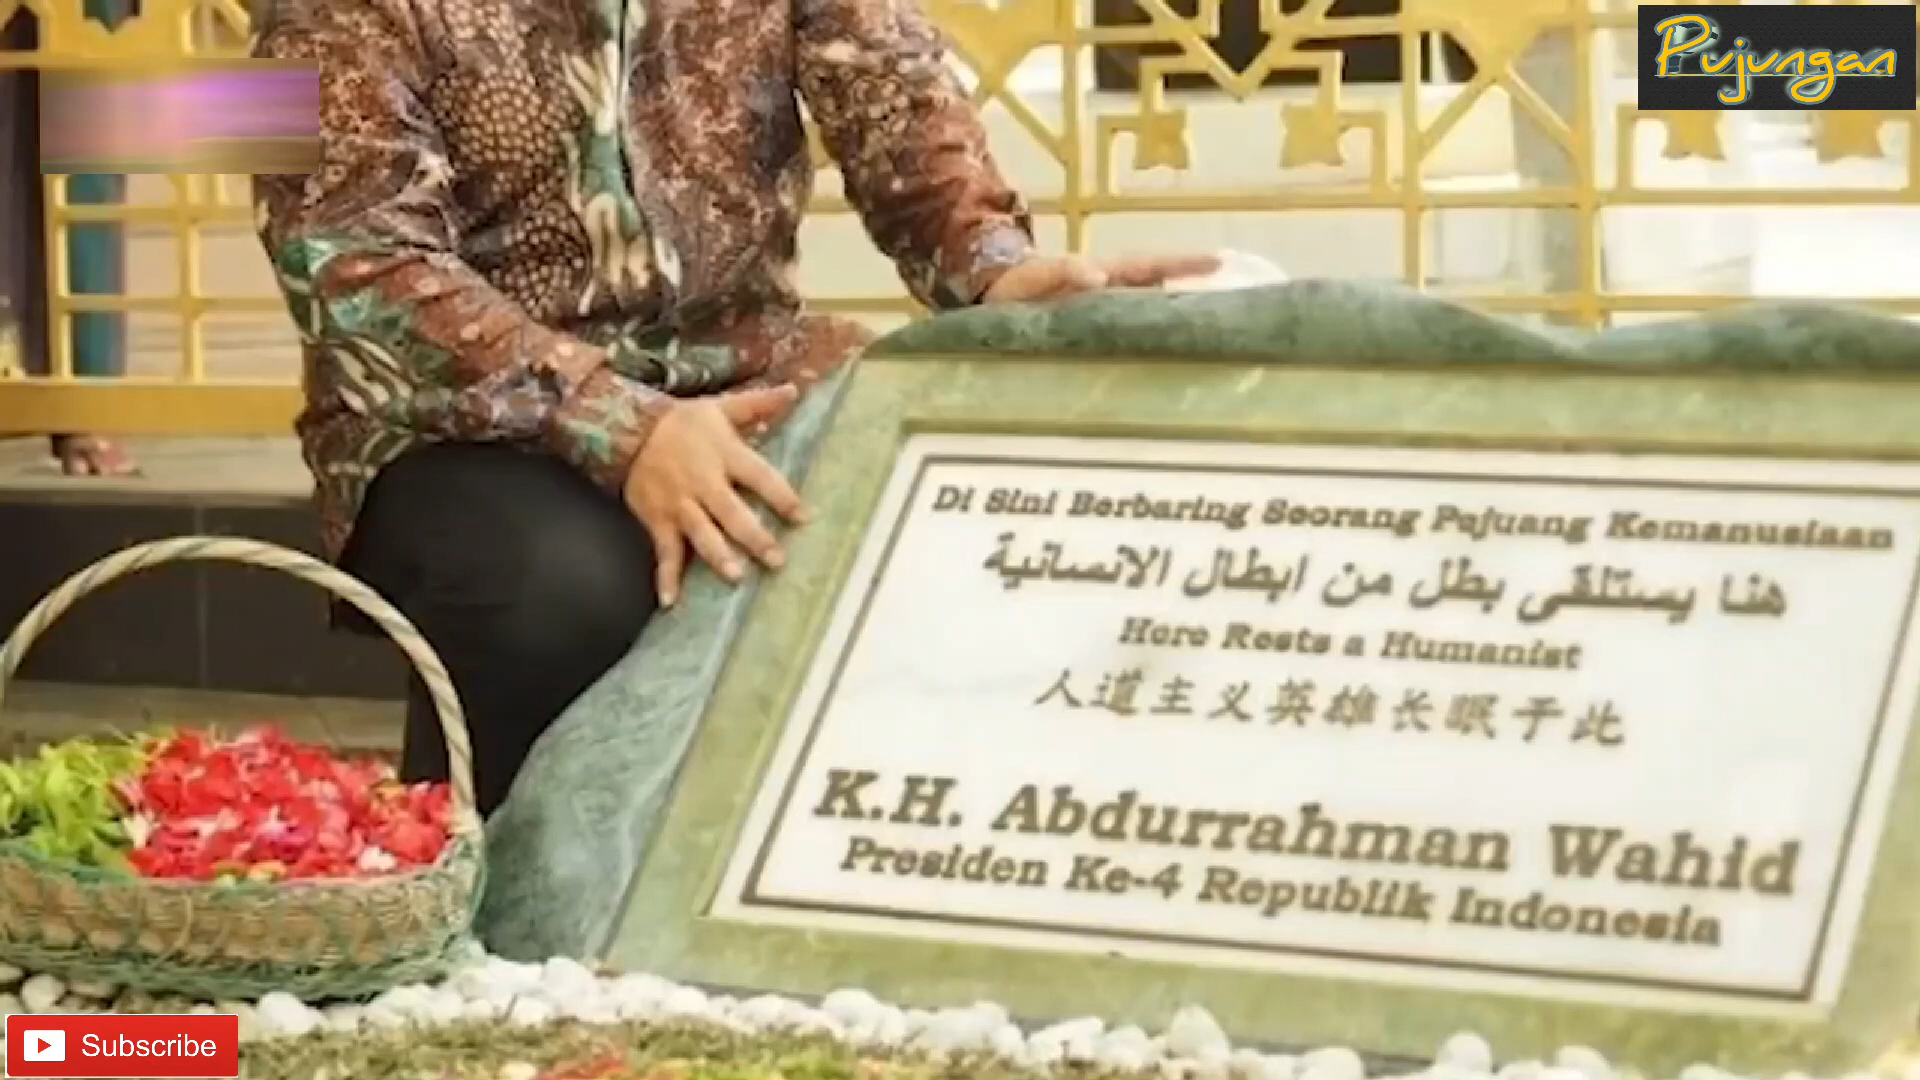 Pujungan
Di Sini Berbaring Seorang Pejuang Kemanusiaan
هنا يستلقى بطل من ابطال الانسانية
Here Rests a Humanist
人道主义英雄长眠于此
K.H. Abdurrahman Wahid
Presiden Ke-4 Republik Indonesia
Subscribe